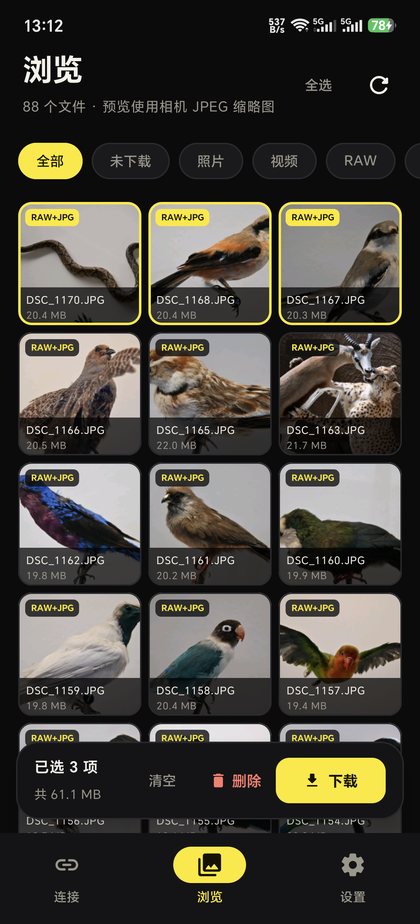 13:12 537 B/s 5G 5G 78
浏览
全选
88 个文件 · 预览使用相机 JPEG 缩略图
全部 未下载 照片 视频 RAW
RAW+JPG RAW+JPG RAW+JPG
DSC_1170.JPG DSC_1168.JPG DSC_1167.JPG
20.4 MB 20.4 MB 20.3 MB
RAW+JPG RAW+JPG RAW+JPG
DSC_1166.JPG DSC_1165.JPG DSC_1163.JPG
20.5 MB 22.0 MB 21.7 MB
RAW+JPG RAW+JPG RAW+JPG
DSC_1162.JPG DSC_1161.JPG DSC_1160.JPG
19.8 MB 20.2 MB 19.9 MB
RAW+JPG RAW+JPG RAW+JPG
DSC_1159.JPG DSC_1158.JPG DSC_1157.JPG
19.8 MB 20.4 MB 19.4 MB
RAW+JPG RAW+JPG RAW+JPG
已选 3 项
共 61.1 MB
清空 删除 下载
DSC_1156.JPG DSC_1155.JPG DSC_1154.JPG
连接 浏览 设置